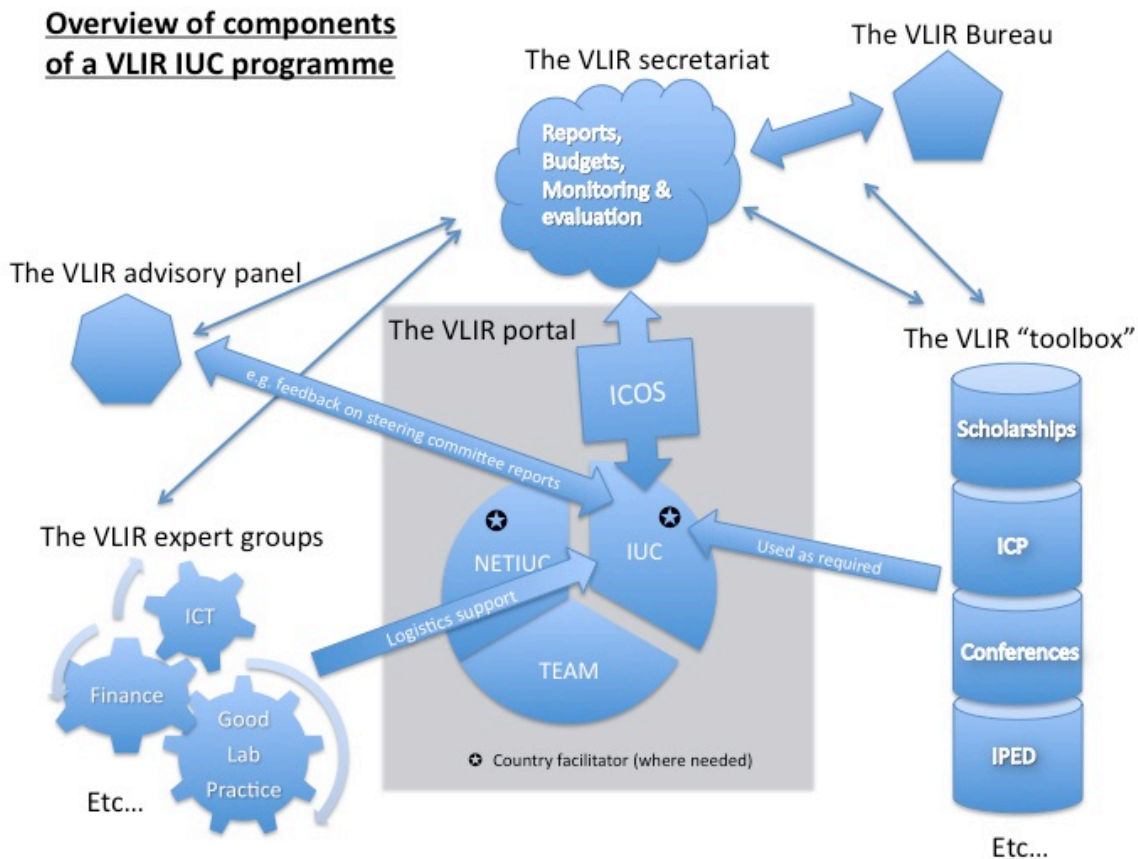 Overview of components
of a VLIR IUC programme
The VLIR secretariat
The VLIR Bureau
Reports,
Budgets,
Monitoring &
evaluation
The VLIR advisory panel
The VLIR portal
The VLIR “toolbox”
ICOS
e.g. feedback on steering committee reports
Scholarships
ICP
Conferences
IPED
Etc...
The VLIR expert groups
ICT
Finance
Good
Lab
Practice
Etc...
NETIUC
IUC
TEAM
Used as required
Logistics support
Country facilitator (where needed)